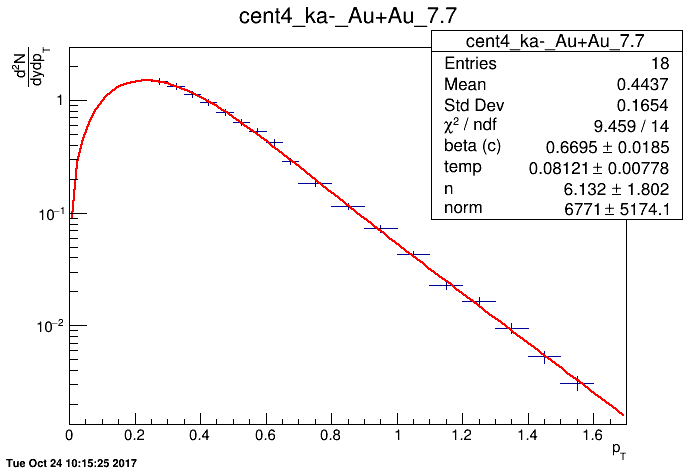 cent4_ka-_Au+Au_7.7
cent4_ka-_Au+Au_7.7
Entries 18
Mean 0.4437
Std Dev 0.1654
χ² / ndf 9.459 / 14
beta (c) 0.6695 ± 0.0185
temp 0.08121 ± 0.00778
n 6.132 ± 1.802
norm 6771 ± 5174.1
d²N
dydp_T
1
10⁻¹
10⁻²
0 0.2 0.4 0.6 0.8 1 1.2 1.4 1.6
p_T
Tue Oct 24 10:15:25 2017